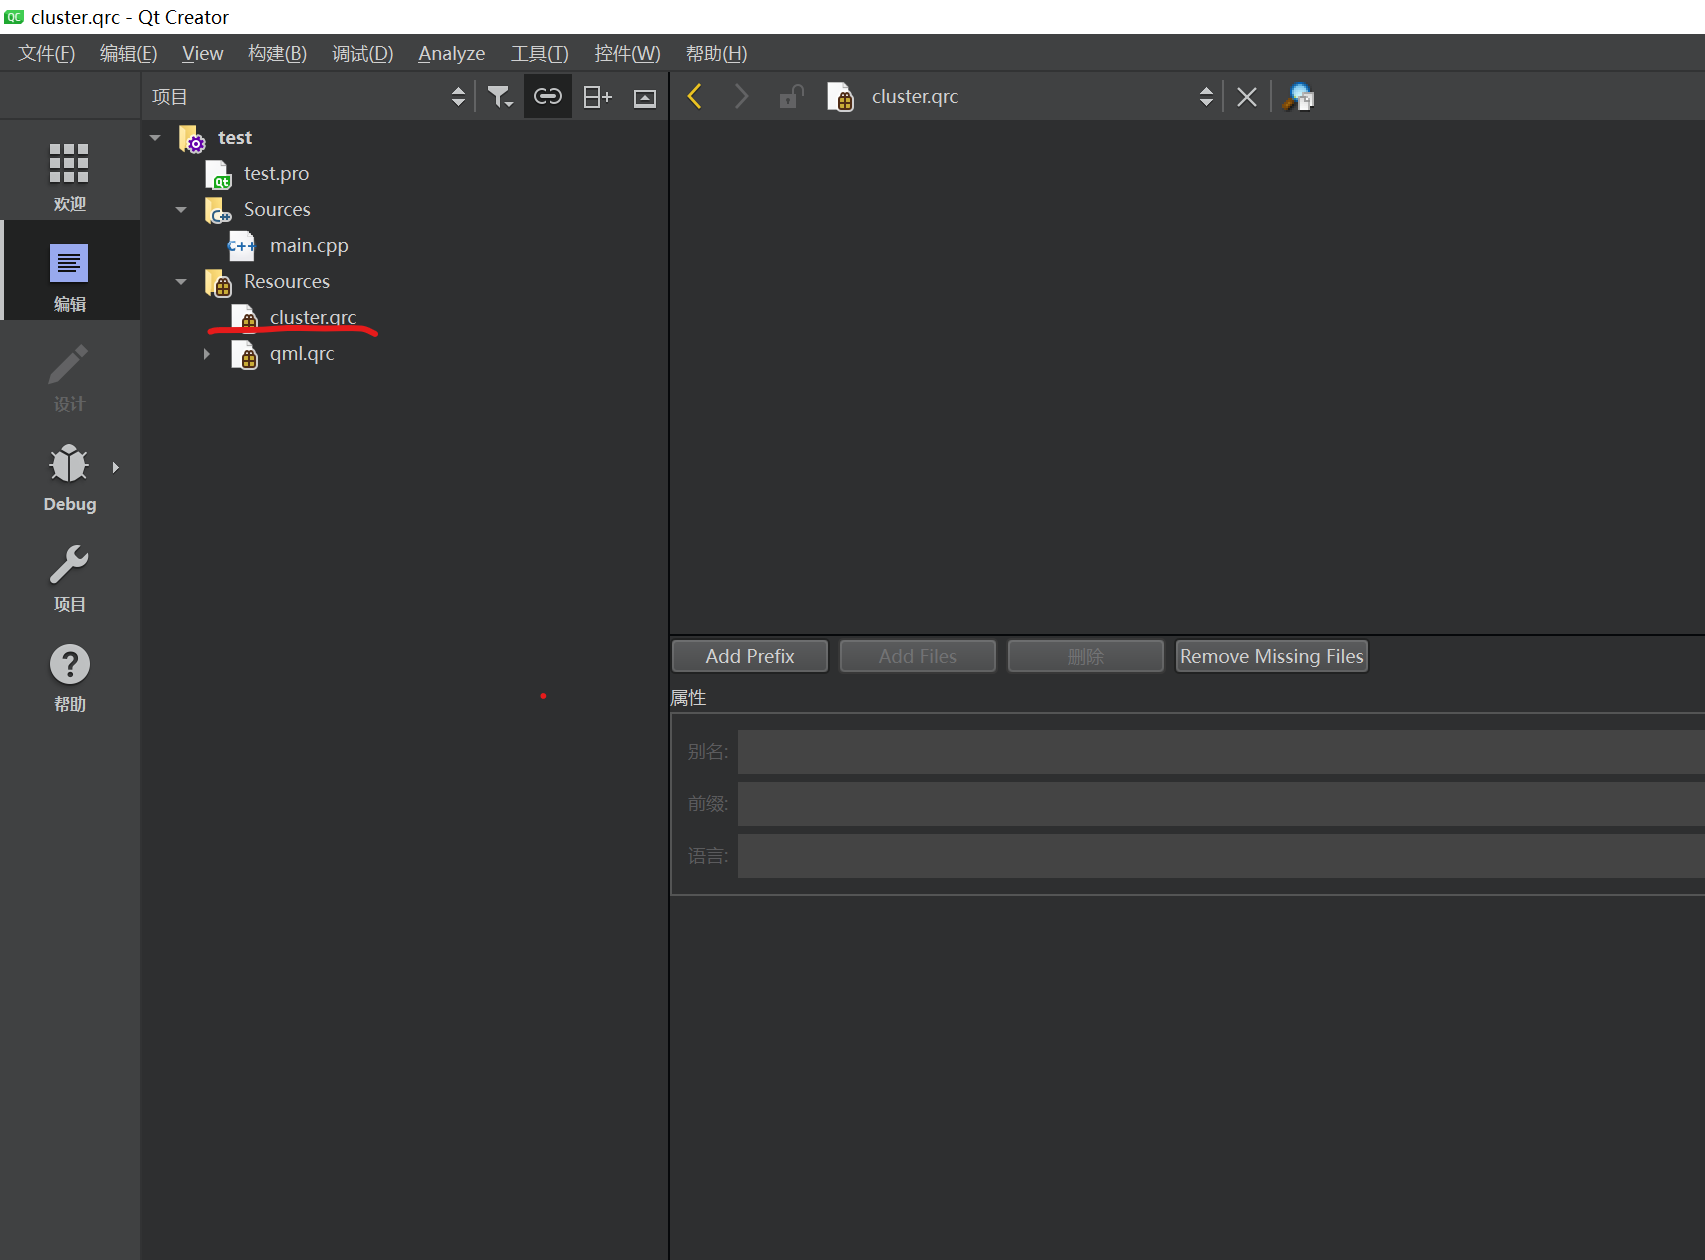 QC cluster.qrc - Qt Creator
文件(F) 编辑(E) View 构建(B) 调试(D) Analyze 工具(T) 控件(W) 帮助(H)
项目
cluster.qrc
欢迎
编辑
设计
Debug
项目
帮助
test
Qt test.pro
C++ Sources
C++ main.cpp
Resources
cluster.qrc
qml.qrc
Add Prefix Add Files 删除 Remove Missing Files
属性
别名:
前缀:
语言: